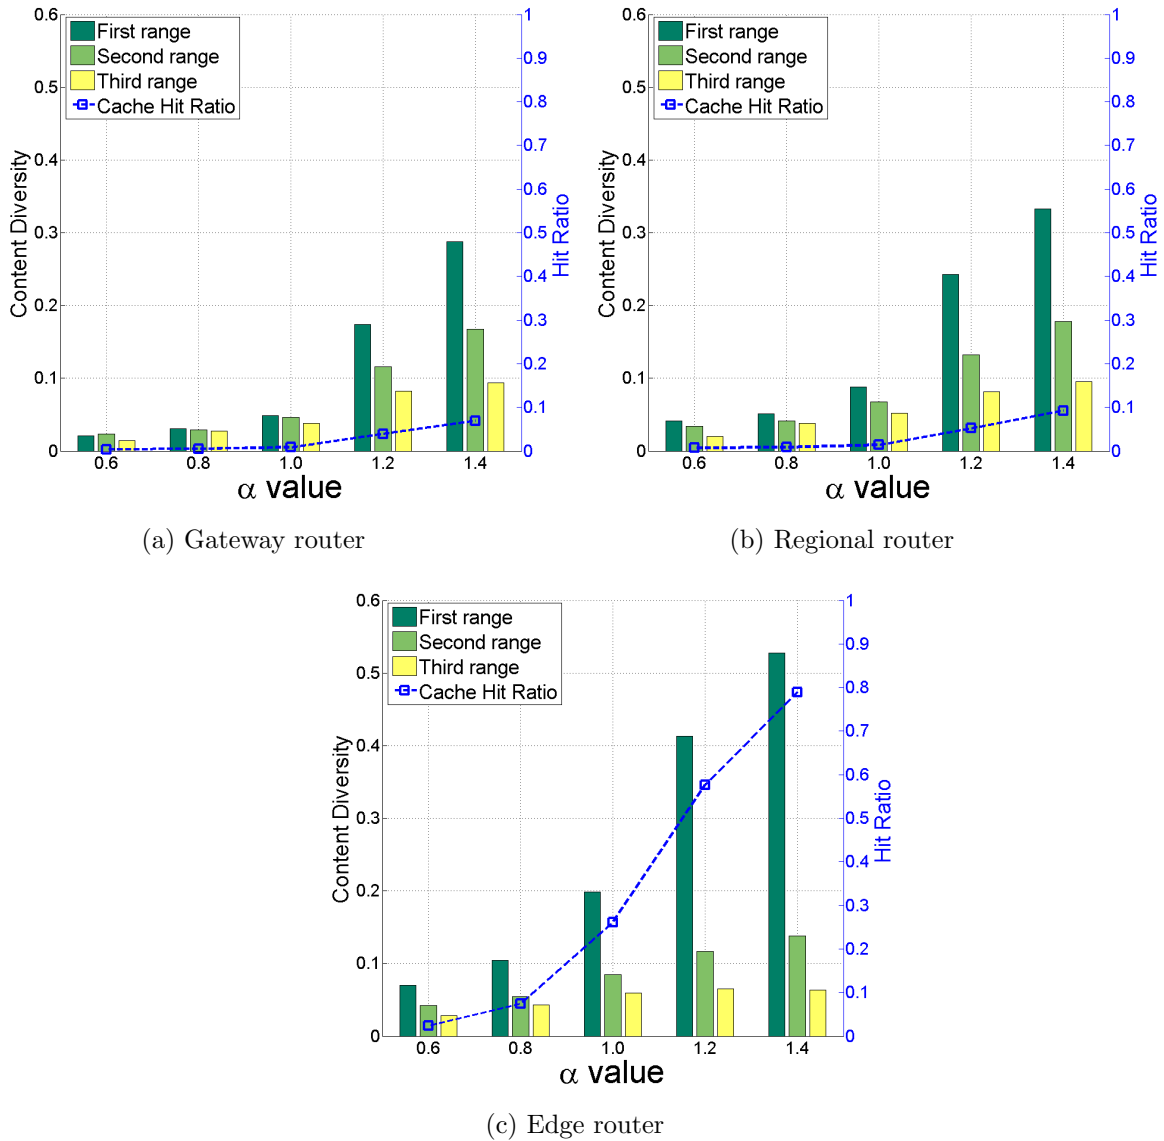 0.6
0.5
0.4
0.3
0.2
0.1
0
Content Diversity
First range
Second range
Third range
Cache Hit Ratio
1
0.9
0.8
0.7
0.6
0.5
0.4
0.3
0.2
0.1
0
Hit Ratio
0.6 0.8 1.0 1.2 1.4
α value
(a) Gateway router
0.6
0.5
0.4
0.3
0.2
0.1
0
Content Diversity
First range
Second range
Third range
Cache Hit Ratio
1
0.9
0.8
0.7
0.6
0.5
0.4
0.3
0.2
0.1
0
Hit Ratio
0.6 0.8 1.0 1.2 1.4
α value
(b) Regional router
0.6
0.5
0.4
0.3
0.2
0.1
0
Content Diversity
First range
Second range
Third range
Cache Hit Ratio
1
0.9
0.8
0.7
0.6
0.5
0.4
0.3
0.2
0.1
0
Hit Ratio
0.6 0.8 1.0 1.2 1.4
α value
(c) Edge router